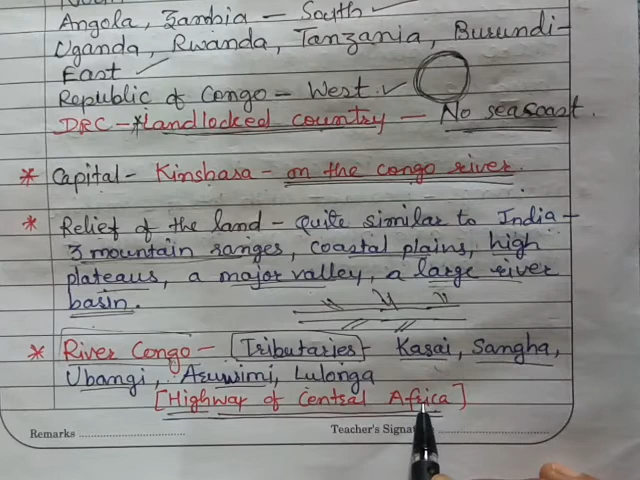 Angola, Zambia - South
Uganda, Rwanda, Tanzania, Burundi-
East
Republic of Congo - West
DRC-*Landlocked country - No seacoast.
* Capital- Kinshasa - on the congo river.
* Relief of the land - quite similar to India -
3 mountain ranges, coastal plains, high
plateaus, a major valley, a large river
basin.
* River Congo - Tributaries - Kasai, Sangha,
Ubangi, Aruwimi, Lulonga
[Highway of Central Africa]
Remarks
Teacher's Signat